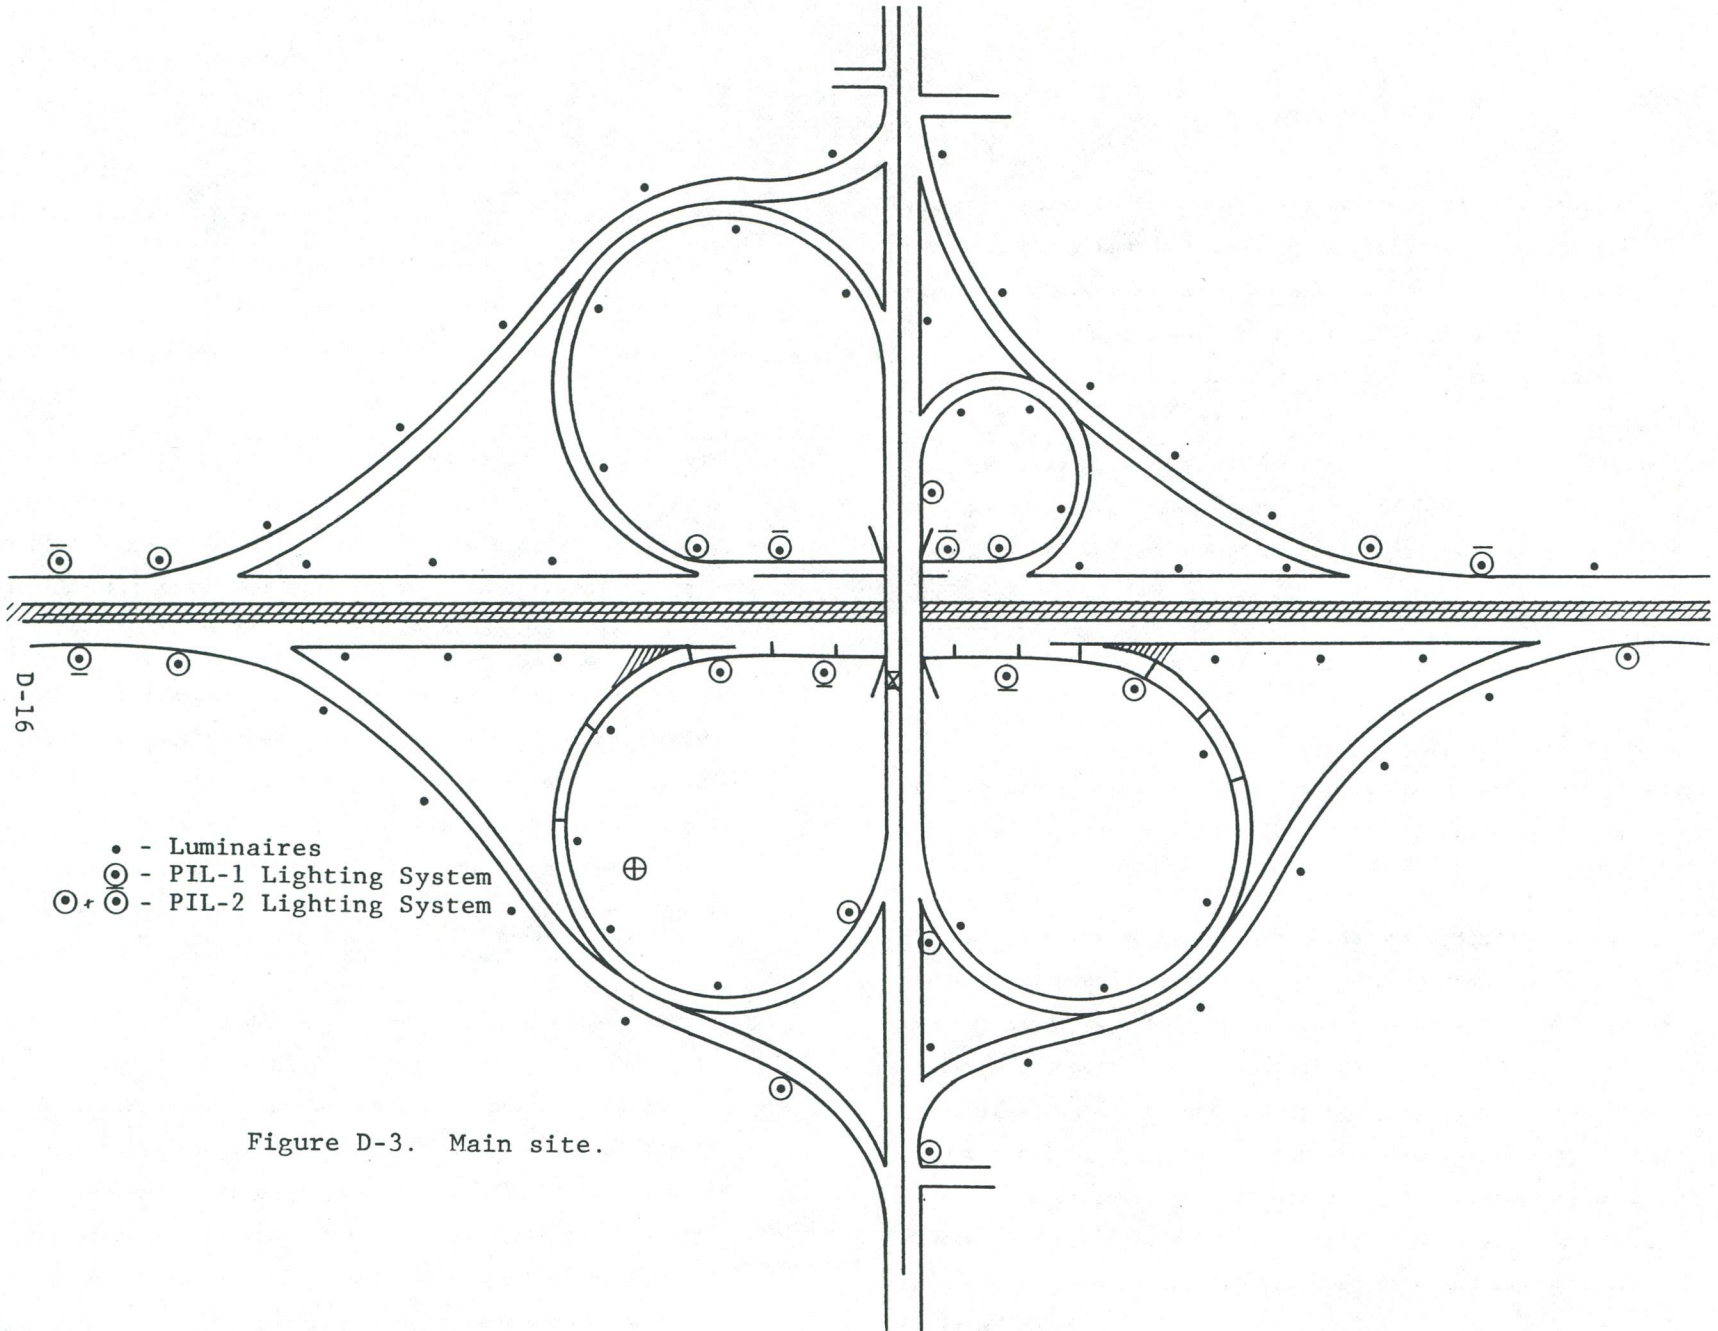 D-16
• - Luminaires
⊙ - PIL-1 Lighting System
⊙ + ⊙̅ - PIL-2 Lighting System
Figure D-3. Main site.